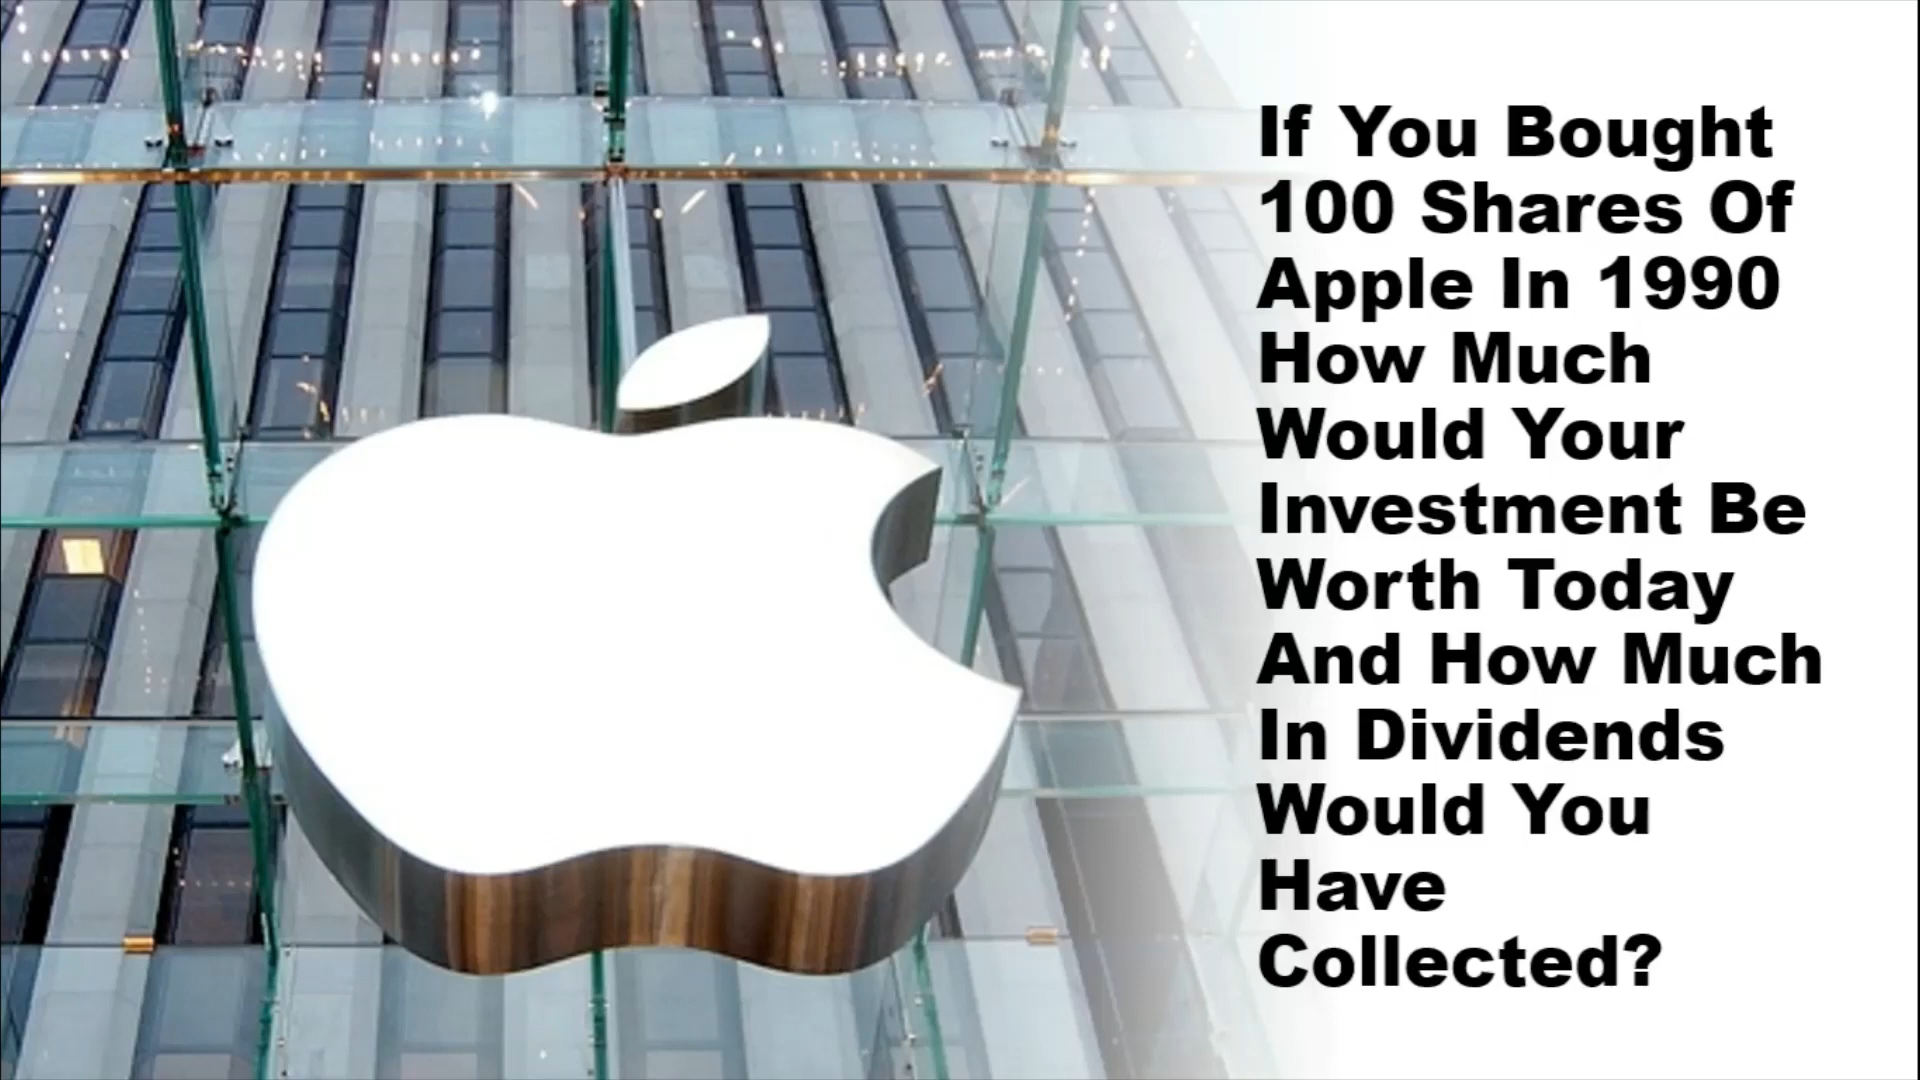 If You Bought
100 Shares Of
Apple In 1990
How Much
Would Your
Investment Be
Worth Today
And How Much
In Dividends
Would You
Have
Collected?